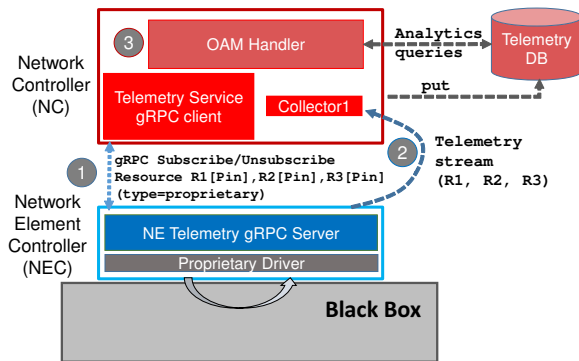 3
OAM Handler
Network
Controller
(NC)
Telemetry Service
gRPC client
Collector1
Analytics
queries
Telemetry
DB
put
1
gRPC Subscribe/Unsubscribe
Resource R1[Pin],R2[Pin],R3[Pin]
(type=proprietary)
2
Telemetry
stream
(R1, R2, R3)
Network
Element
Controller
(NEC)
NE Telemetry gRPC Server
Proprietary Driver
Black Box